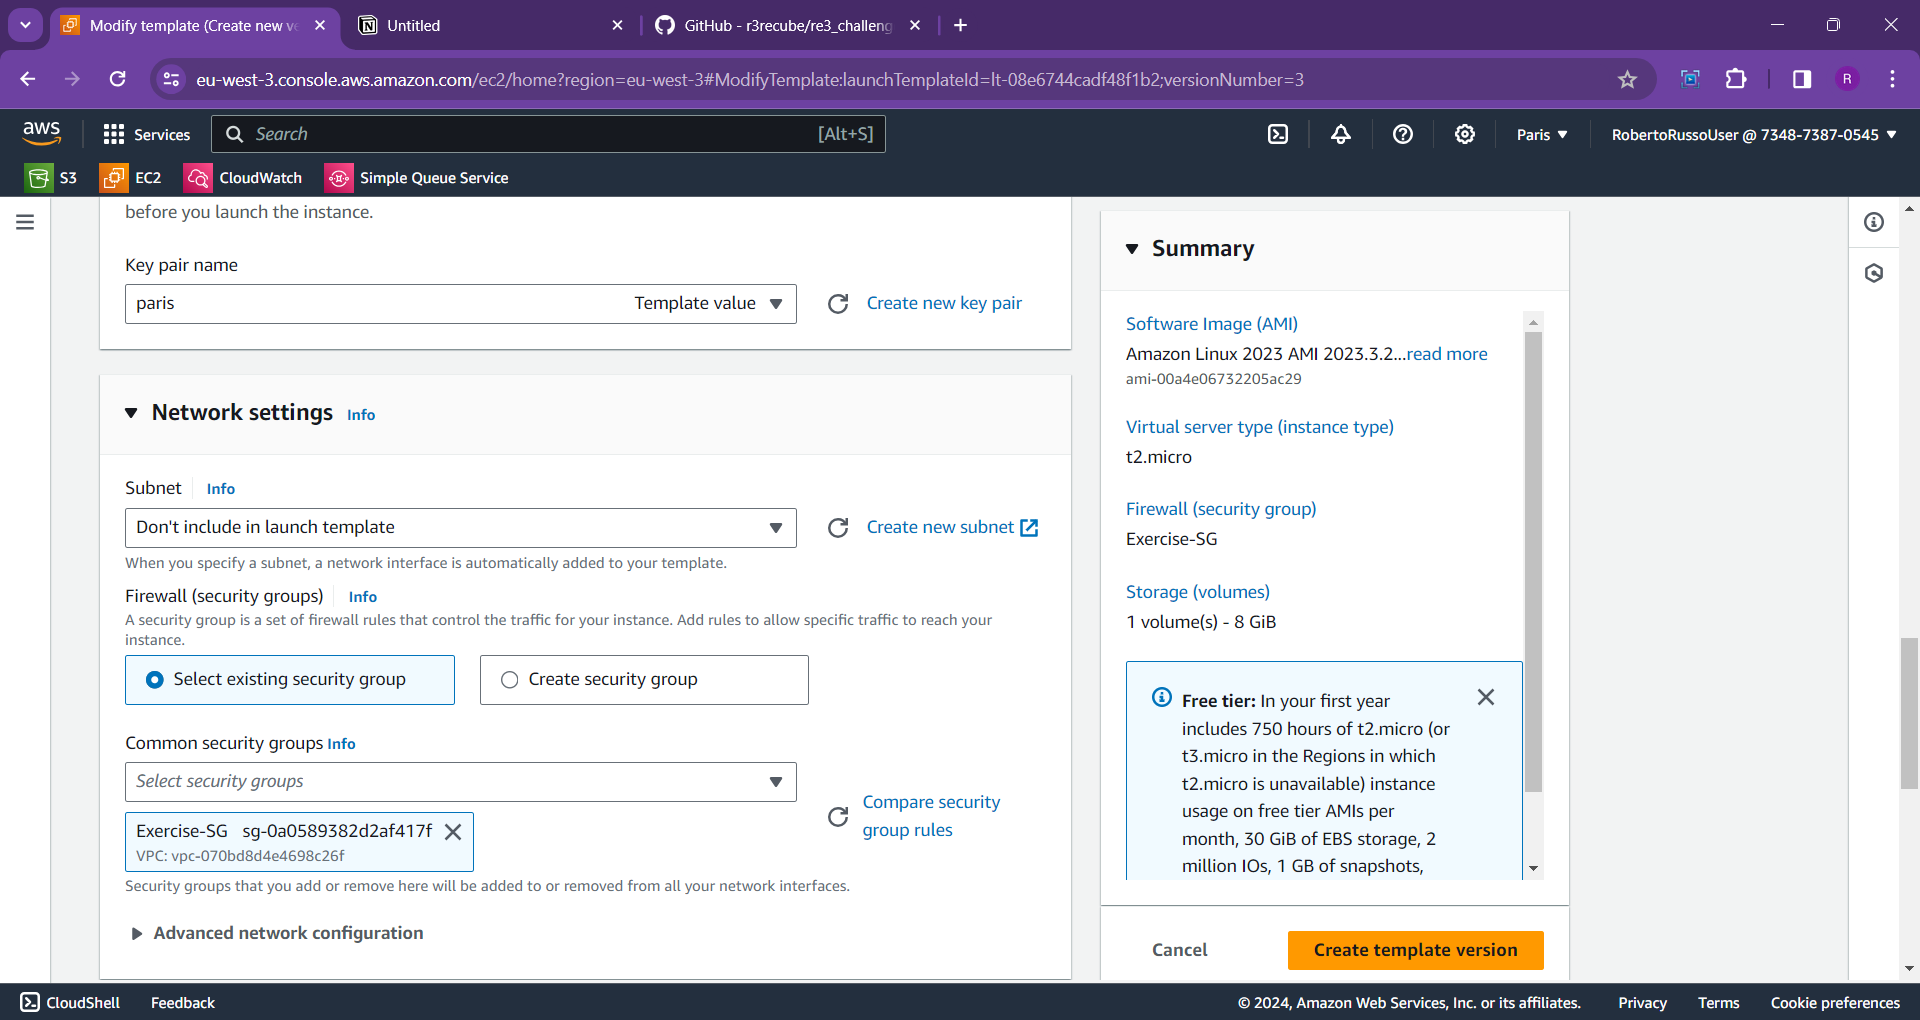 Modify template (Create new ve
Untitled
GitHub - r3recube/re3_challeng
eu-west-3.console.aws.amazon.com/ec2/home?region=eu-west-3#ModifyTemplate:launchTemplateId=lt-08e6744cadf48f1b2;versionNumber=3
R
aws
Services
Search
[Alt+S]
Paris
RobertoRussoUser @ 7348-7387-0545
S3
EC2
CloudWatch
Simple Queue Service
before you launch the instance.
Key pair name
paris
Template value
Create new key pair
Network settings Info
Subnet Info
Don't include in launch template
Create new subnet
When you specify a subnet, a network interface is automatically added to your template.
Firewall (security groups) Info
A security group is a set of firewall rules that control the traffic for your instance. Add rules to allow specific traffic to reach your
instance.
Select existing security group
Create security group
Common security groups Info
Select security groups
Compare security
group rules
Exercise-SG sg-0a0589382d2af417f
VPC: vpc-070bd8d4e4698c26f
Security groups that you add or remove here will be added to or removed from all your network interfaces.
Advanced network configuration
Summary
Software Image (AMI)
Amazon Linux 2023 AMI 2023.3.2...read more
ami-00a4e06732205ac29
Virtual server type (instance type)
t2.micro
Firewall (security group)
Exercise-SG
Storage (volumes)
1 volume(s) - 8 GiB
Free tier: In your first year
includes 750 hours of t2.micro (or
t3.micro in the Regions in which
t2.micro is unavailable) instance
usage on free tier AMIs per
month, 30 GiB of EBS storage, 2
million IOs, 1 GB of snapshots,
Cancel
Create template version
CloudShell
Feedback
© 2024, Amazon Web Services, Inc. or its affiliates.
Privacy
Terms
Cookie preferences